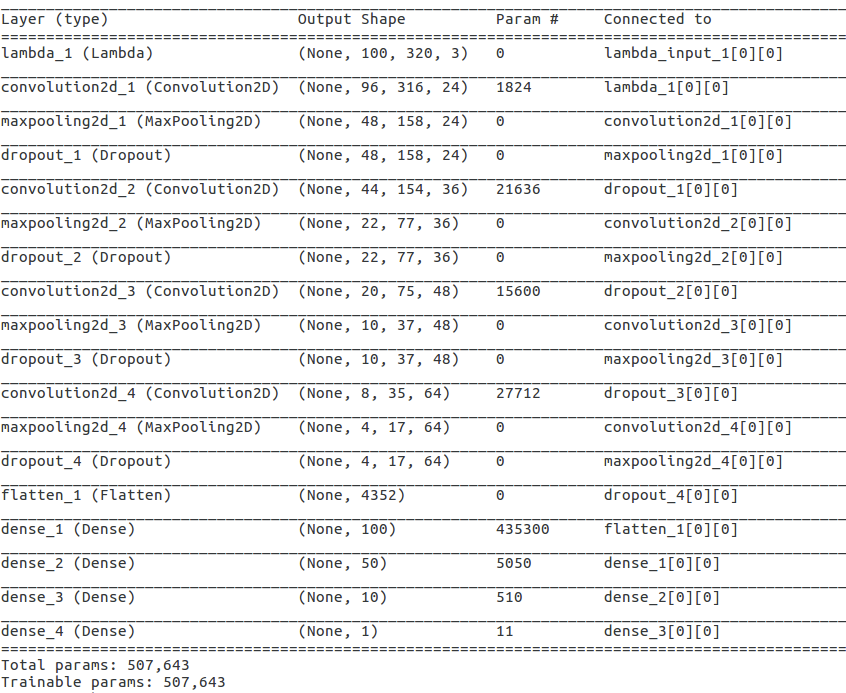 Layer (type) Output Shape Param # Connected to
lambda_1 (Lambda) (None, 100, 320, 3) 0 lambda_input_1[0][0]
convolution2d_1 (Convolution2D) (None, 96, 316, 24) 1824 lambda_1[0][0]
maxpooling2d_1 (MaxPooling2D) (None, 48, 158, 24) 0 convolution2d_1[0][0]
dropout_1 (Dropout) (None, 48, 158, 24) 0 maxpooling2d_1[0][0]
convolution2d_2 (Convolution2D) (None, 44, 154, 36) 21636 dropout_1[0][0]
maxpooling2d_2 (MaxPooling2D) (None, 22, 77, 36) 0 convolution2d_2[0][0]
dropout_2 (Dropout) (None, 22, 77, 36) 0 maxpooling2d_2[0][0]
convolution2d_3 (Convolution2D) (None, 20, 75, 48) 15600 dropout_2[0][0]
maxpooling2d_3 (MaxPooling2D) (None, 10, 37, 48) 0 convolution2d_3[0][0]
dropout_3 (Dropout) (None, 10, 37, 48) 0 maxpooling2d_3[0][0]
convolution2d_4 (Convolution2D) (None, 8, 35, 64) 27712 dropout_3[0][0]
maxpooling2d_4 (MaxPooling2D) (None, 4, 17, 64) 0 convolution2d_4[0][0]
dropout_4 (Dropout) (None, 4, 17, 64) 0 maxpooling2d_4[0][0]
flatten_1 (Flatten) (None, 4352) 0 dropout_4[0][0]
dense_1 (Dense) (None, 100) 435300 flatten_1[0][0]
dense_2 (Dense) (None, 50) 5050 dense_1[0][0]
dense_3 (Dense) (None, 10) 510 dense_2[0][0]
dense_4 (Dense) (None, 1) 11 dense_3[0][0]
Total params: 507,643
Trainable params: 507,643